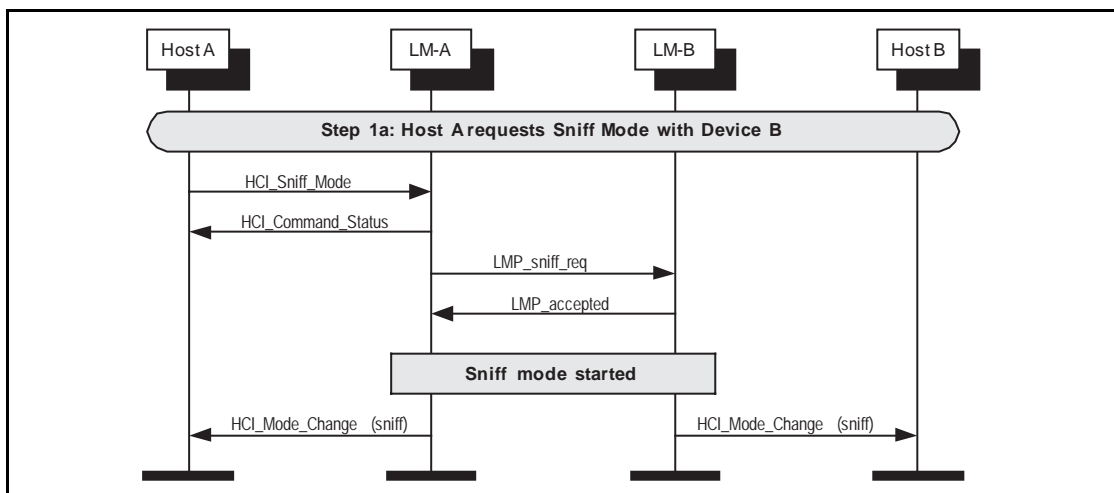 Host A
LM-A
LM-B
Host B
Step 1a: Host A requests Sniff Mode with Device B
HCI_Sniff_Mode
HCI_Command_Status
LMP_sniff_req
LMP_accepted
Sniff mode started
HCI_Mode_Change (sniff)
HCI_Mode_Change (sniff)